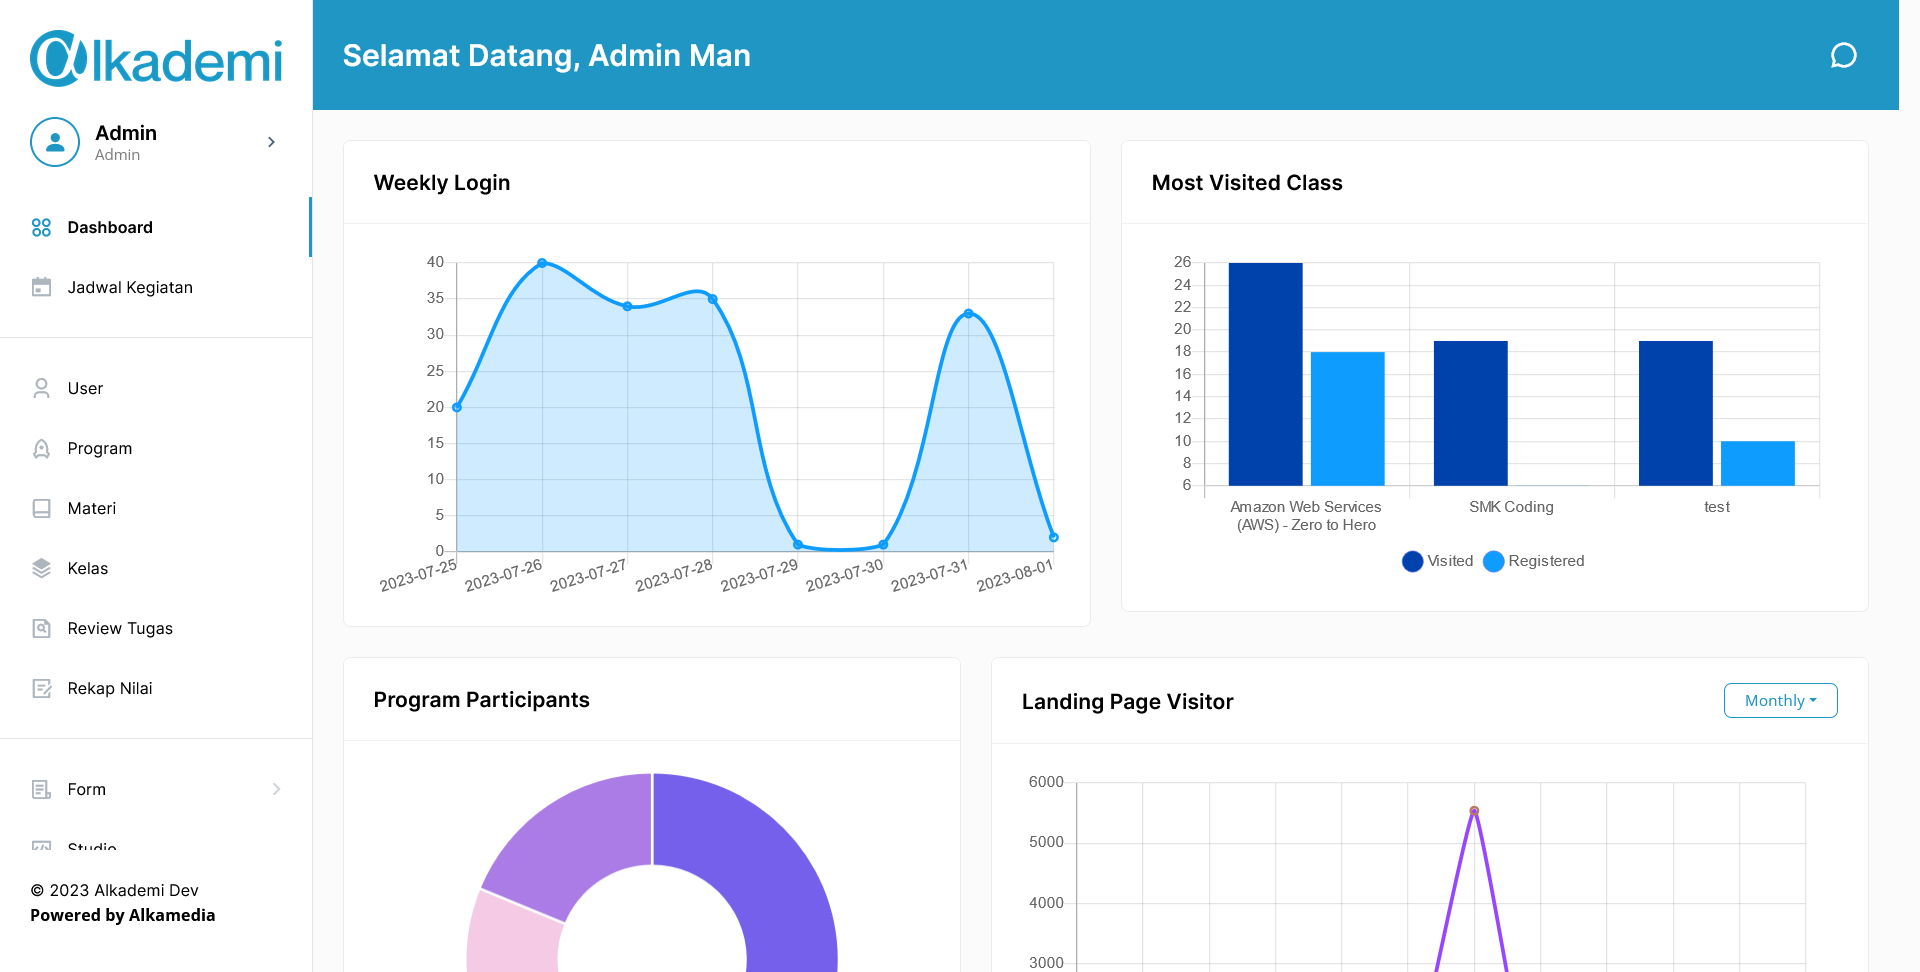 Alkademi
Selamat Datang, Admin Man
Admin
Admin
Dashboard
Jadwal Kegiatan
User
Program
Materi
Kelas
Review Tugas
Rekap Nilai
Form
Studio
© 2023 Alkademi Dev
Powered by Alkamedia
Weekly Login
40
35
30
25
20
15
10
5
0
2023-07-25
2023-07-26
2023-07-27
2023-07-28
2023-07-29
2023-07-30
2023-07-31
2023-08-01
Most Visited Class
26
24
22
20
18
16
14
12
10
8
6
Amazon Web Services
(AWS) - Zero to Hero
SMK Coding
test
Visited
Registered
Program Participants
Landing Page Visitor
Monthly
6000
5000
4000
3000